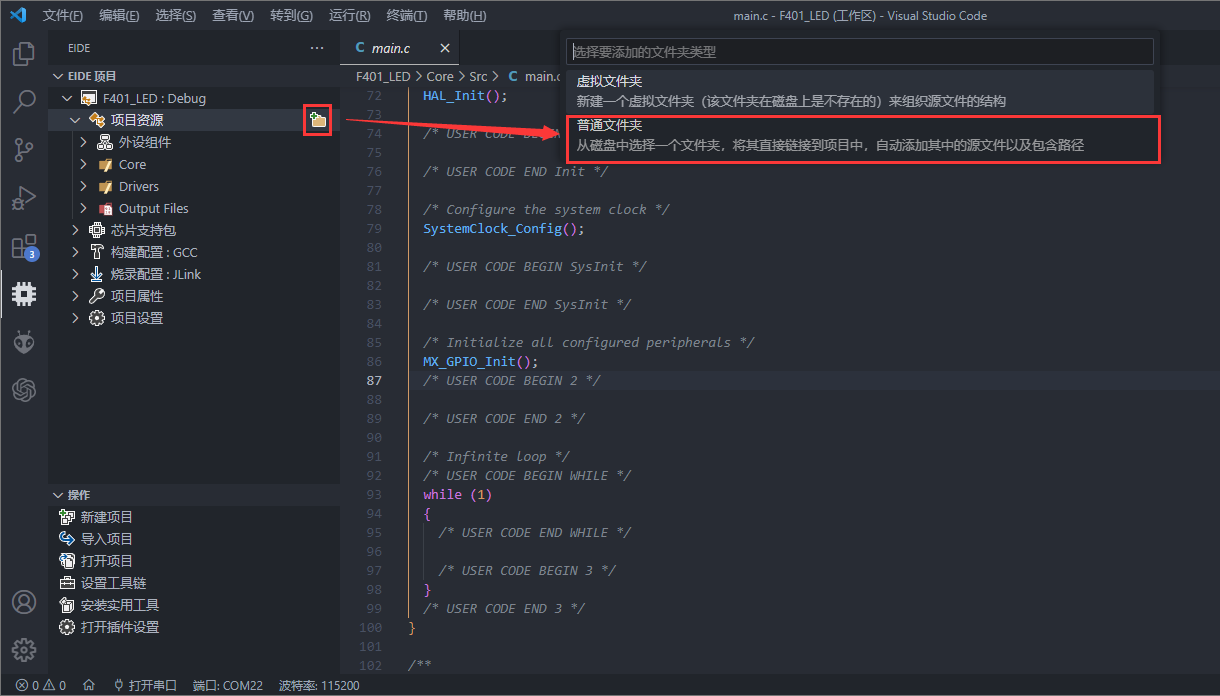 文件(F) 编辑(E) 选择(S) 查看(V) 转到(G) 运行(R) 终端(T) 帮助(H) main.c - F401_LED (工作区) - Visual Studio Code
EIDE ···
EIDE 项目
F401_LED : Debug
项目资源
外设组件
Core
Drivers
Output Files
芯片支持包
构建配置 : GCC
烧录配置 : JLink
项目属性
项目设置
3
操作
新建项目
导入项目
打开项目
设置工具链
安装实用工具
打开插件设置
C main.c ×
F401_LED > Core > Src > C main.c
选择要添加的文件夹类型
虚拟文件夹
新建一个虚拟文件夹（该文件夹在磁盘上是不存在的）来组织源文件的结构
普通文件夹
从磁盘中选择一个文件夹，将其直接链接到项目中，自动添加其中的源文件以及包含路径
72 HAL_Init();
73
74 /* USER CODE
75
76 /* USER CODE END Init */
77
78 /* Configure the system clock */
79 SystemClock_Config();
80
81 /* USER CODE BEGIN SysInit */
82
83 /* USER CODE END SysInit */
84
85 /* Initialize all configured peripherals */
86 MX_GPIO_Init();
87 /* USER CODE BEGIN 2 */
88
89 /* USER CODE END 2 */
90
91 /* Infinite loop */
92 /* USER CODE BEGIN WHILE */
93 while (1)
94 {
95 /* USER CODE END WHILE */
96
97 /* USER CODE BEGIN 3 */
98 }
99 /* USER CODE END 3 */
100 }
101
102 /**
0 0 打开串口 端口: COM22 波特率: 115200